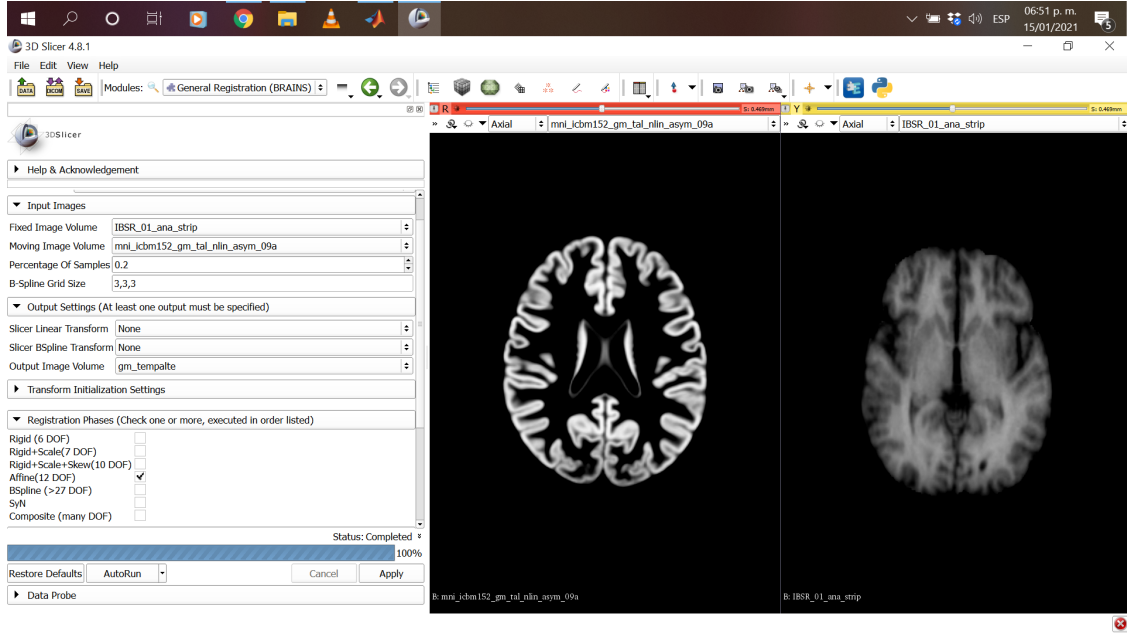 ESP
06:51 p. m.
15/01/2021
5
3D Slicer 4.8.1
File Edit View Help
DATA DICOM SAVE Modules: General Registration (BRAINS)
R S: 0.469mm
Y S: 0.469mm
Axial mni_icbm152_gm_tal_nlin_asym_09a
Axial IBSR_01_ana_strip
3DSlicer
Help & Acknowledgement
Input Images
Fixed Image Volume IBSR_01_ana_strip
Moving Image Volume mni_icbm152_gm_tal_nlin_asym_09a
Percentage Of Samples 0.2
B-Spline Grid Size 3,3,3
Output Settings (At least one output must be specified)
Slicer Linear Transform None
Slicer BSpline Transform None
Output Image Volume gm_tempalte
Transform Initialization Settings
Registration Phases (Check one or more, executed in order listed)
Rigid (6 DOF)
Rigid+Scale(7 DOF)
Rigid+Scale+Skew(10 DOF)
Affine(12 DOF)
BSpline (>27 DOF)
SyN
Composite (many DOF)
Status: Completed
100%
Restore Defaults AutoRun Cancel Apply
Data Probe
B: mni_icbm152_gm_tal_nlin_asym_09a
B: IBSR_01_ana_strip